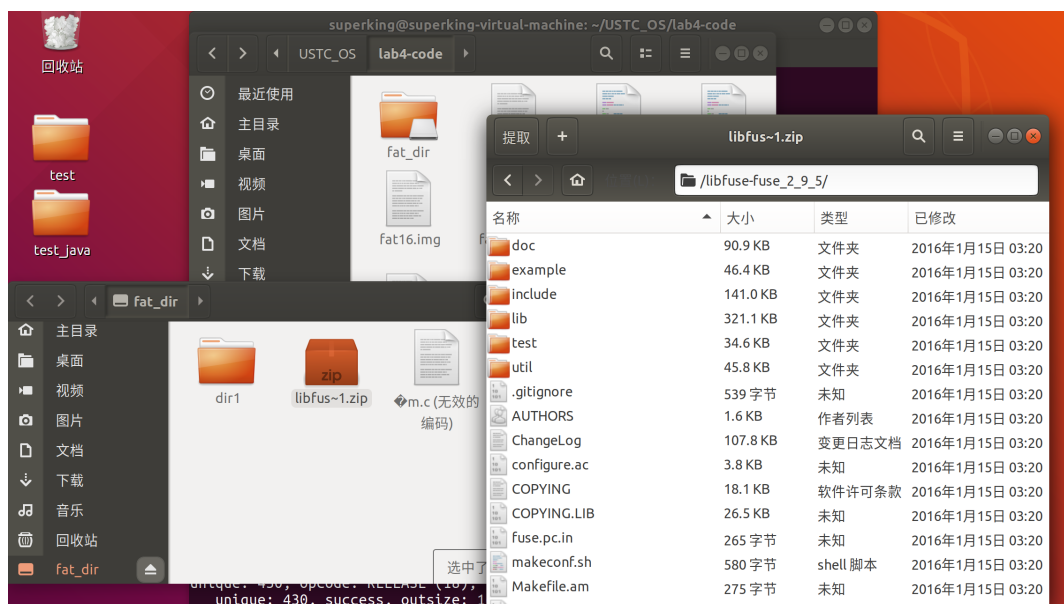 superking@superking-virtual-machine: ~/USTC_OS/lab4-code
回收站
test
test_java
USTC_OS
lab4-code
最近使用
主目录
桌面
视频
图片
文档
下载
fat_dir
fat16.img
提取
libfus~1.zip
/libfuse-fuse_2_9_5/
名称 大小 类型 已修改
doc 90.9 KB 文件夹 2016年1月15日 03:20
example 46.4 KB 文件夹 2016年1月15日 03:20
include 141.0 KB 文件夹 2016年1月15日 03:20
lib 321.1 KB 文件夹 2016年1月15日 03:20
test 34.6 KB 文件夹 2016年1月15日 03:20
util 45.8 KB 文件夹 2016年1月15日 03:20
.gitignore 539 字节 未知 2016年1月15日 03:20
AUTHORS 1.6 KB 作者列表 2016年1月15日 03:20
ChangeLog 107.8 KB 变更日志文档 2016年1月15日 03:20
configure.ac 3.8 KB 未知 2016年1月15日 03:20
COPYING 18.1 KB 软件许可条款 2016年1月15日 03:20
COPYING.LIB 26.5 KB 未知 2016年1月15日 03:20
fuse.pc.in 265 字节 未知 2016年1月15日 03:20
makeconf.sh 580 字节 shell 脚本 2016年1月15日 03:20
Makefile.am 275 字节 未知 2016年1月15日 03:20
fat_dir
主目录
桌面
视频
图片
文档
下载
音乐
回收站
fat_dir
dir1
zip
libfus~1.zip
�m.c (无效的
编码)
选中了
unique: 430, opcode: RELEASE (18),
unique: 430, success, outsize: 1